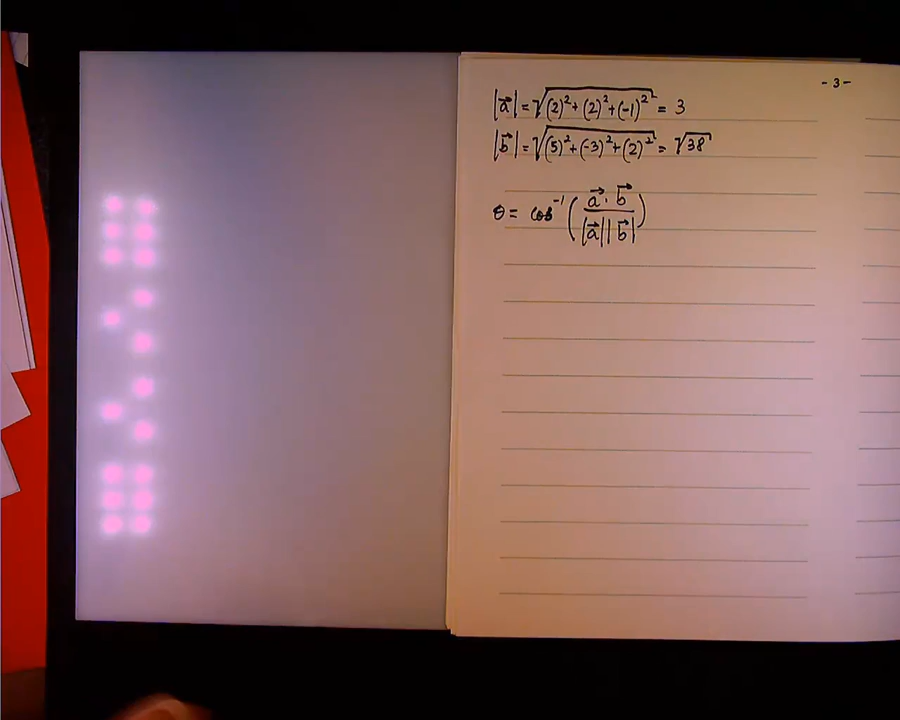 -3-
|a⃗| = √(2)²+(2)²+(-1)² = 3
|b⃗| = √(5)²+(-3)²+(2)² = √38
θ = cos⁻¹ ( a⃗ · b⃗ / |a⃗||b⃗| )